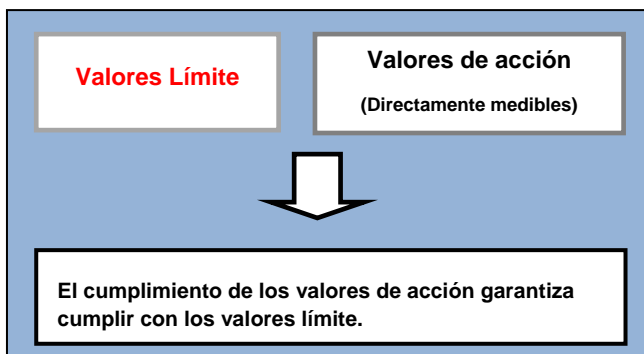 Valores Límite
Valores de acción
(Directamente medibles)
El cumplimiento de los valores de acción garantiza
cumplir con los valores límite.